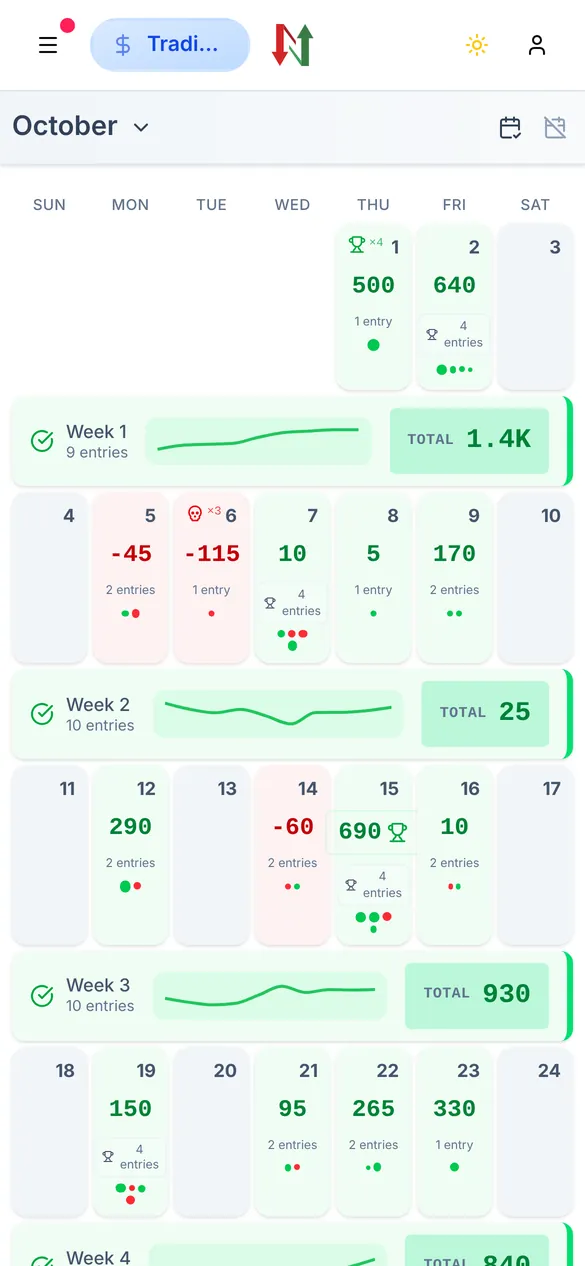 Tradi...
October
SUN MON TUE WED THU FRI SAT
×4 1 2 3
500 640
1 entry 4 entries
Week 1
9 entries
TOTAL 1.4K
4 5 ×3 6 7 8 9 10
-45 -115 10 5 170
2 entries 1 entry 4 entries 1 entry 2 entries
Week 2
10 entries
TOTAL 25
11 12 13 14 15 16 17
290 -60 690 10
2 entries 2 entries 4 entries 2 entries
Week 3
10 entries
TOTAL 930
18 19 20 21 22 23 24
150 95 265 330
4 entries 2 entries 2 entries 1 entry
Week 4
TOTAL 840